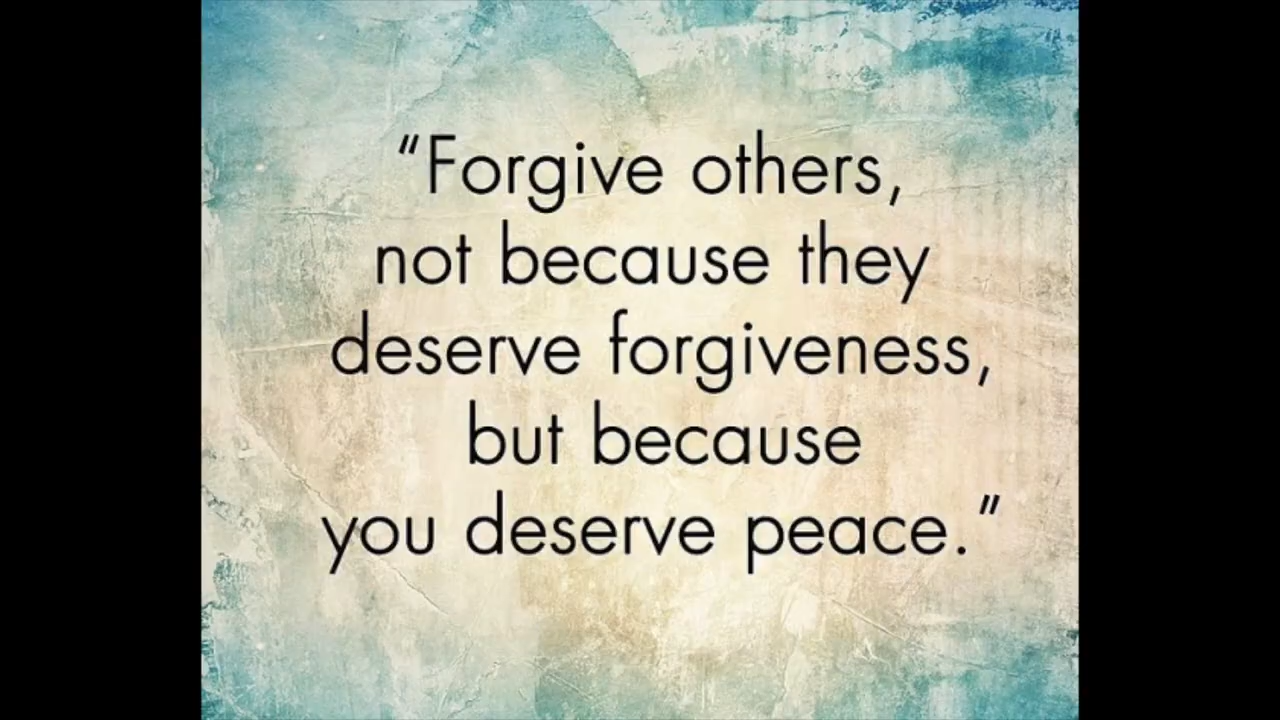 “Forgive others,
not because they
deserve forgiveness,
but because
you deserve peace.”